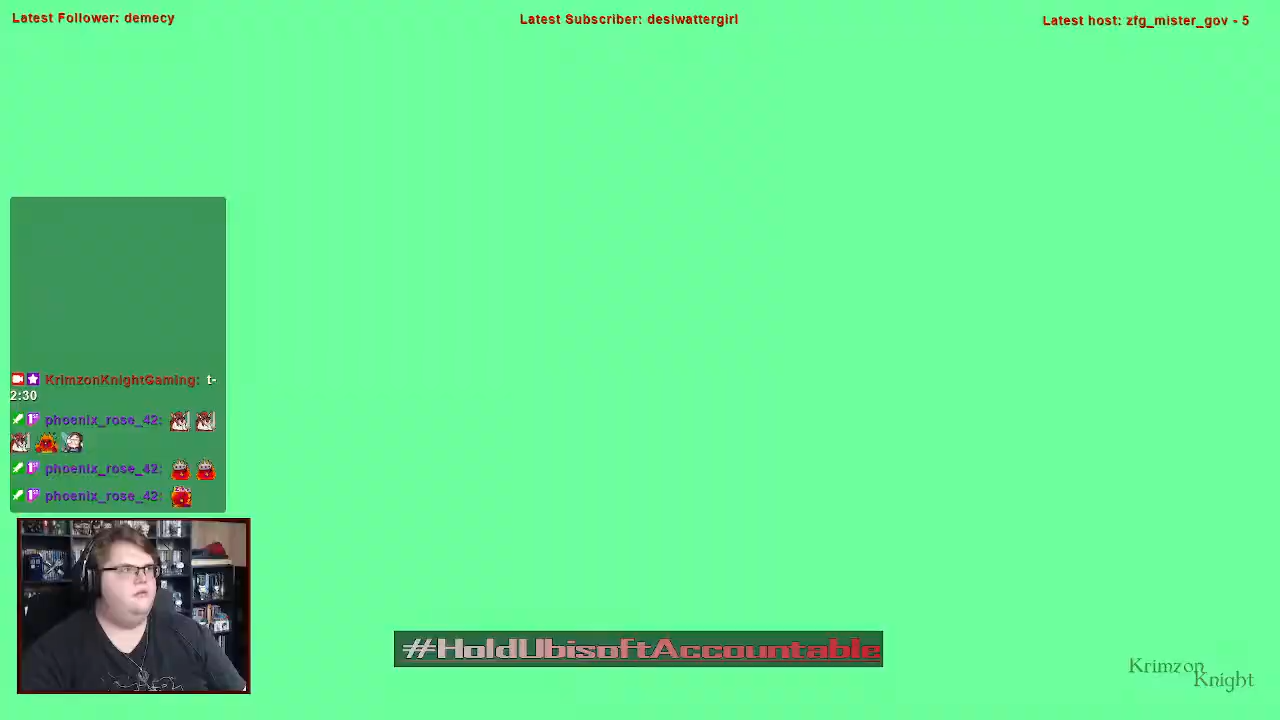 Latest Follower: demecy
Latest Subscriber: desiwattergirl
Latest host: zfg_mister_gov - 5
KrimzonKnightGaming: t-
2:30
phoenix_rose_42:
phoenix_rose_42:
phoenix_rose_42:
#HoldUbisoftAccountable
Krimzon
Knight